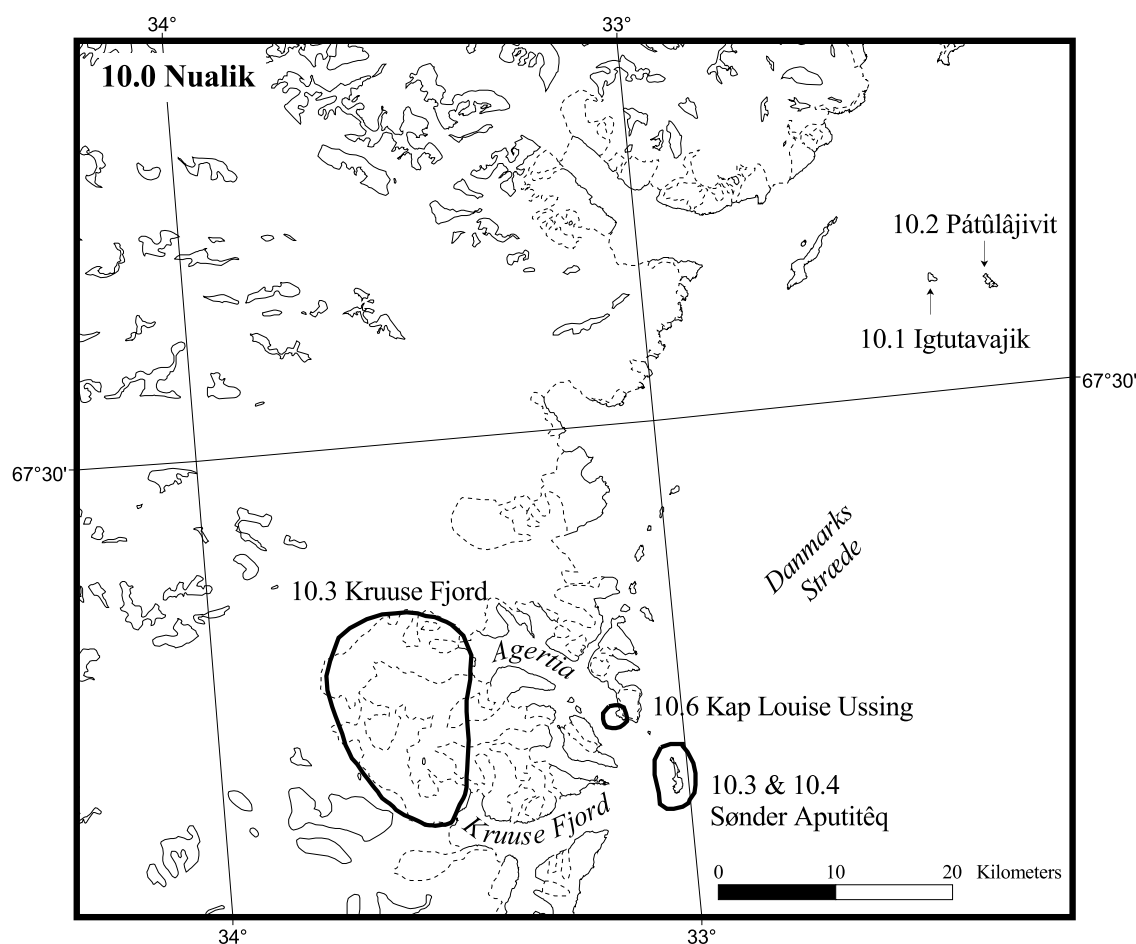 34°
33°
10.0 Nualik
10.2 Pátûlâjivit
10.1 Igtutavajik
67°30'
67°30'
Danmarks
Stræde
10.3 Kruuse Fjord
Agertia
10.6 Kap Louise Ussing
10.3 & 10.4
Sønder Aputitêq
Kruuse Fjord
0 10 20 Kilometers
34°
33°